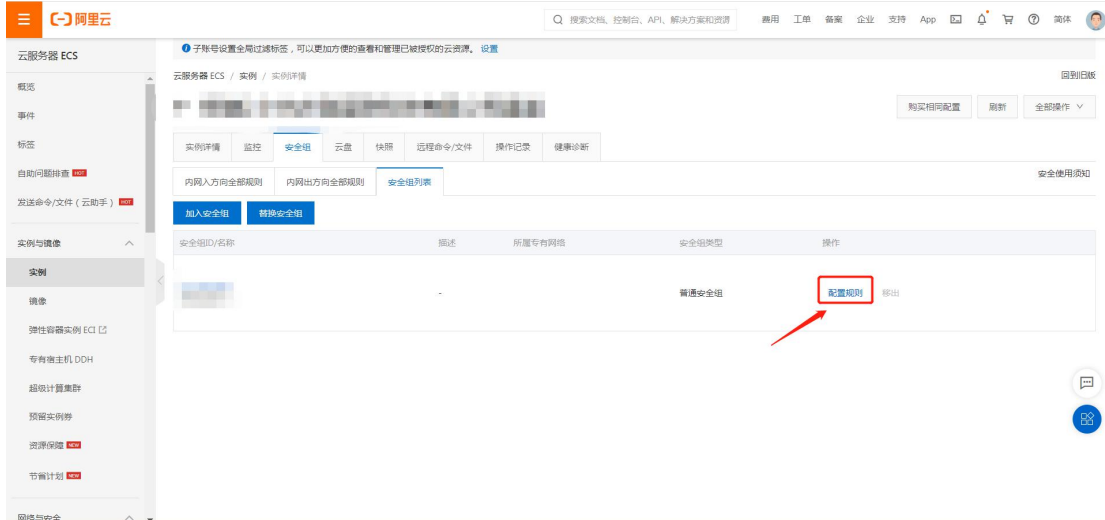 阿里云
搜索文档、控制台、API、解决方案和资源
费用 工单 备案 企业 支持 App 简体
云服务器 ECS
子账号设置全局过滤标签，可以更加方便的查看和管理已被授权的云资源。 设置
云服务器 ECS / 实例 / 实例详情
回到旧版
概览
购买相同配置 刷新 全部操作
事件
标签
实例详情 监控 安全组 云盘 快照 远程命令/文件 操作记录 健康诊断
自助问题排查 HOT
内网入方向全部规则 内网出方向全部规则 安全组列表
安全使用须知
发送命令/文件（云助手） HOT
加入安全组 替换安全组
实例与镜像
安全组ID/名称 描述 所属专有网络 安全组类型 操作
实例
- 普通安全组 配置规则 移出
镜像
弹性容器实例 ECI
专有宿主机 DDH
超级计算集群
预留实例券
资源保障 NEW
节省计划 NEW
网络与安全